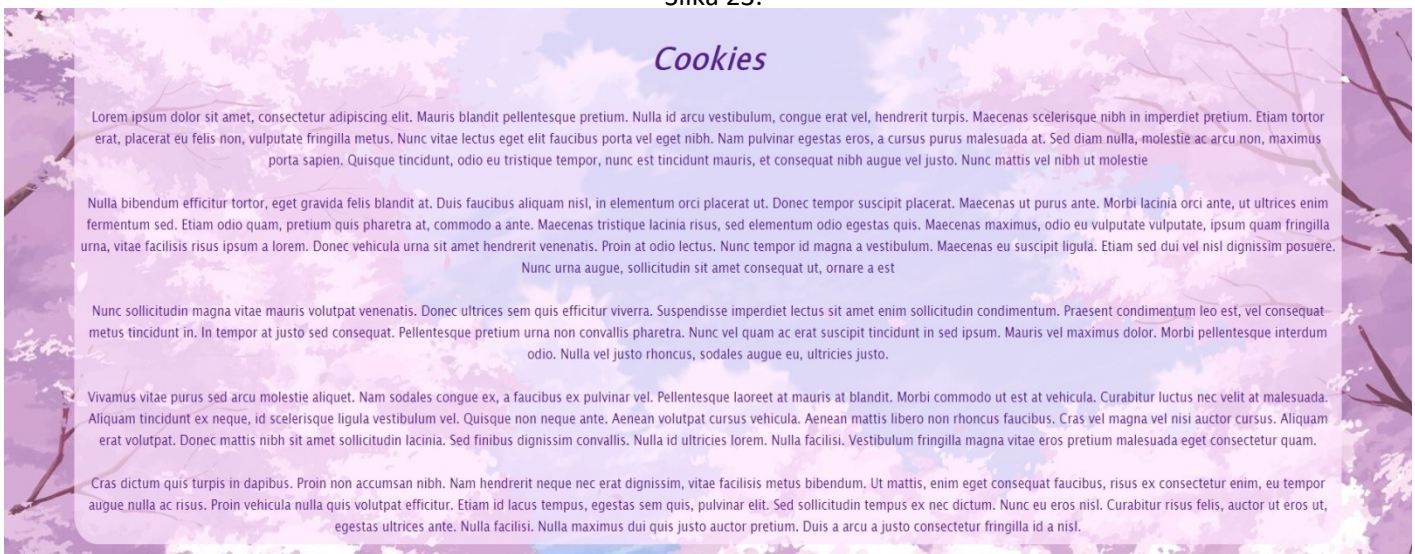 Slika 23.
Cookies
Lorem ipsum dolor sit amet, consectetur adipiscing elit. Mauris blandit pellentesque pretium. Nulla id arcu vestibulum, congue erat vel, hendrerit turpis. Maecenas scelerisque nibh in imperdiet pretium. Etiam tortor
erat, placerat eu felis non, vulputate fringilla metus. Nunc vitae lectus eget elit faucibus porta vel eget nibh. Nam pulvinar egestas eros, a cursus purus malesuada at. Sed diam nulla, molestie ac arcu non, maximus
porta sapien. Quisque tincidunt, odio eu tristique tempor, nunc est tincidunt mauris, et consequat nibh augue vel justo. Nunc mattis vel nibh ut molestie
Nulla bibendum efficitur tortor, eget gravida felis blandit at. Duis faucibus aliquam nisl, in elementum orci placerat ut. Donec tempor suscipit placerat. Maecenas ut purus ante. Morbi lacinia orci ante, ut ultrices enim
fermentum sed. Etiam odio quam, pretium quis pharetra at, commodo a ante. Maecenas tristique lacinia risus, sed elementum odio egestas quis. Maecenas maximus, odio eu vulputate vulputate, ipsum quam fringilla
urna, vitae facilisis risus ipsum a lorem. Donec vehicula urna sit amet hendrerit venenatis. Proin at odio lectus. Nunc tempor id magna a vestibulum. Maecenas eu suscipit ligula. Etiam sed dui vel nisl dignissim posuere.
Nunc urna augue, sollicitudin sit amet consequat ut, ornare a est
Nunc sollicitudin magna vitae mauris volutpat venenatis. Donec ultrices sem quis efficitur viverra. Suspendisse imperdiet lectus sit amet enim sollicitudin condimentum. Praesent condimentum leo est, vel consequat
metus tincidunt in. In tempor at justo sed consequat. Pellentesque pretium urna non convallis pharetra. Nunc vel quam ac erat suscipit tincidunt in sed ipsum. Mauris vel maximus dolor. Morbi pellentesque interdum
odio. Nulla vel justo rhoncus, sodales augue eu, ultricies justo.
Vivamus vitae purus sed arcu molestie aliquet. Nam sodales congue ex, a faucibus ex pulvinar vel. Pellentesque laoreet at mauris at blandit. Morbi commodo ut est at vehicula. Curabitur luctus nec velit at malesuada.
Aliquam tincidunt ex neque, id scelerisque ligula vestibulum vel. Quisque non neque ante. Aenean volutpat cursus vehicula. Aenean mattis libero non rhoncus faucibus. Cras vel magna vel nisi auctor cursus. Aliquam
erat volutpat. Donec mattis nibh sit amet sollicitudin lacinia. Sed finibus dignissim convallis. Nulla id ultricies lorem. Nulla facilisi. Vestibulum fringilla magna vitae eros pretium malesuada eget consectetur quam.
Cras dictum quis turpis in dapibus. Proin non accumsan nibh. Nam hendrerit neque nec erat dignissim, vitae facilisis metus bibendum. Ut mattis, enim eget consequat faucibus, risus ex consectetur enim, eu tempor
augue nulla ac risus. Proin vehicula nulla quis volutpat efficitur. Etiam id lacus tempus, egestas sem quis, pulvinar elit. Sed sollicitudin tempus ex nec dictum. Nunc eu eros nisl. Curabitur risus felis, auctor ut eros ut,
egestas ultrices ante. Nulla facilisi. Nulla maximus dui quis justo auctor pretium. Duis a arcu a justo consectetur fringilla id a nisl.